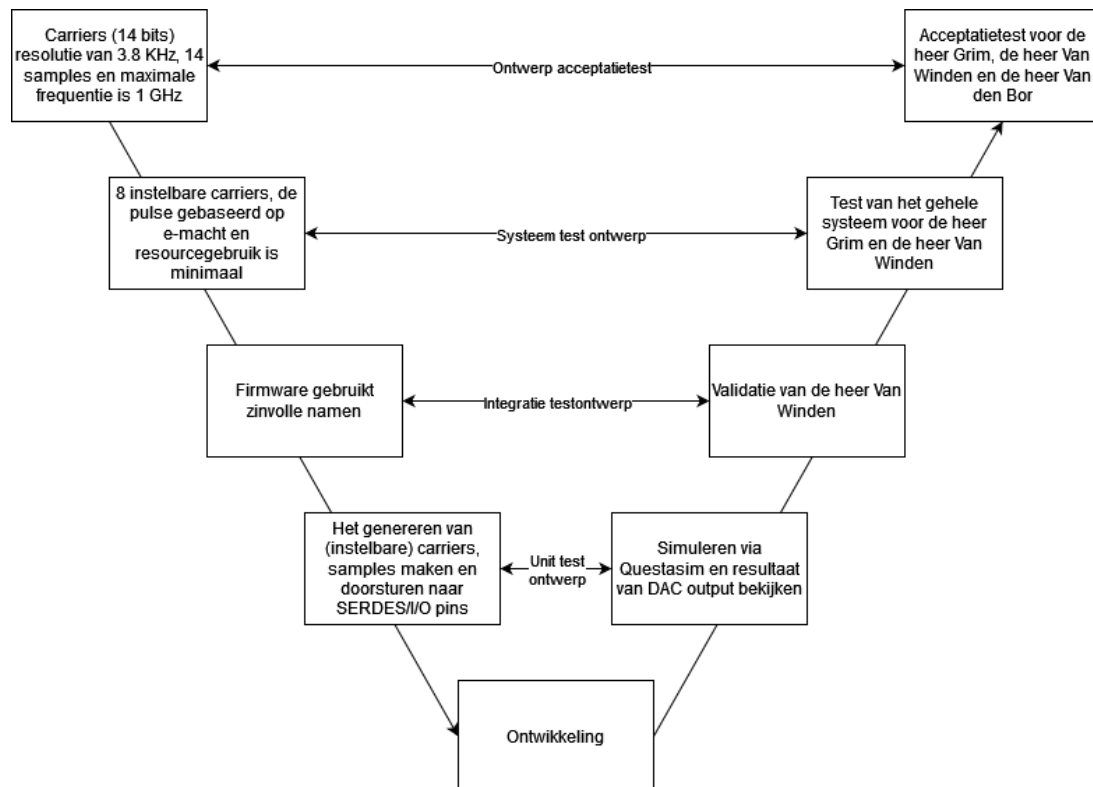 Carriers (14 bits)
resolutie van 3.8 KHz, 14
samples en maximale
frequentie is 1 GHz
Ontwerp acceptatietest
Acceptatietest voor de
heer Grim, de heer Van
Winden en de heer Van
den Bor
8 instelbare carriers, de
pulse gebaseerd op
e-macht en
resourcegebruik is
minimaal
Systeem test ontwerp
Test van het gehele
systeem voor de heer
Grim en de heer Van
Winden
Firmware gebruikt
zinvolle namen
Integratie testontwerp
Validatie van de heer Van
Winden
Het genereren van
(instelbare) carriers,
samples maken en
doorsturen naar
SERDES/I/O pins
Unit test
ontwerp
Simuleren via
Questasim en resultaat
van DAC output bekijken
Ontwikkeling